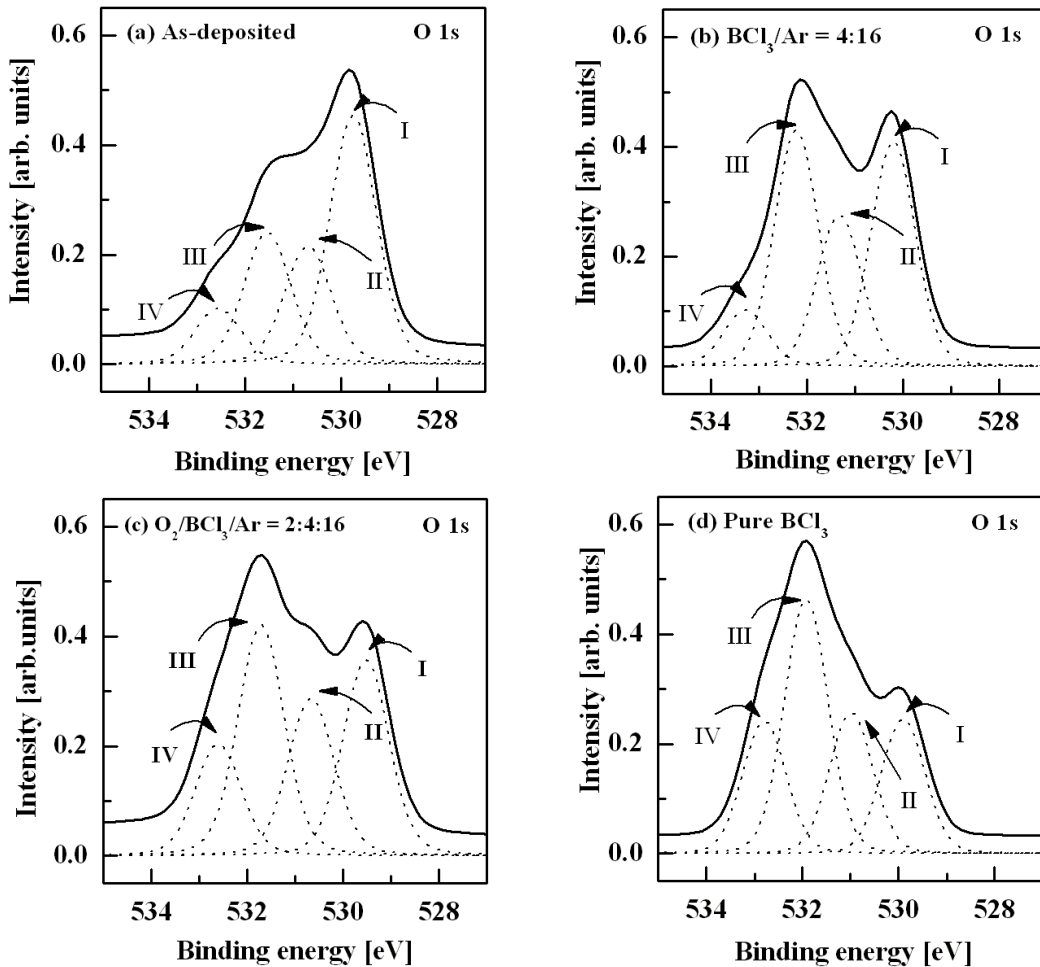 (a) As-deposited
O 1s
0.6
0.4
0.2
0.0
Intensity [arb. units]
I
III
II
IV
534
532
530
528
Binding energy [eV]
(b) BCl₃/Ar = 4:16
O 1s
0.6
0.4
0.2
0.0
Intensity [arb. units]
III
I
II
IV
534
532
530
528
Binding energy [eV]
(c) O₂/BCl₃/Ar = 2:4:16
O 1s
0.6
0.4
0.2
0.0
Intensity [arb.units]
III
I
II
IV
534
532
530
528
Binding energy [eV]
(d) Pure BCl₃
O 1s
0.6
0.4
0.2
0.0
Intensity [arb. units]
III
IV
I
II
534
532
530
528
Binding energy [eV]